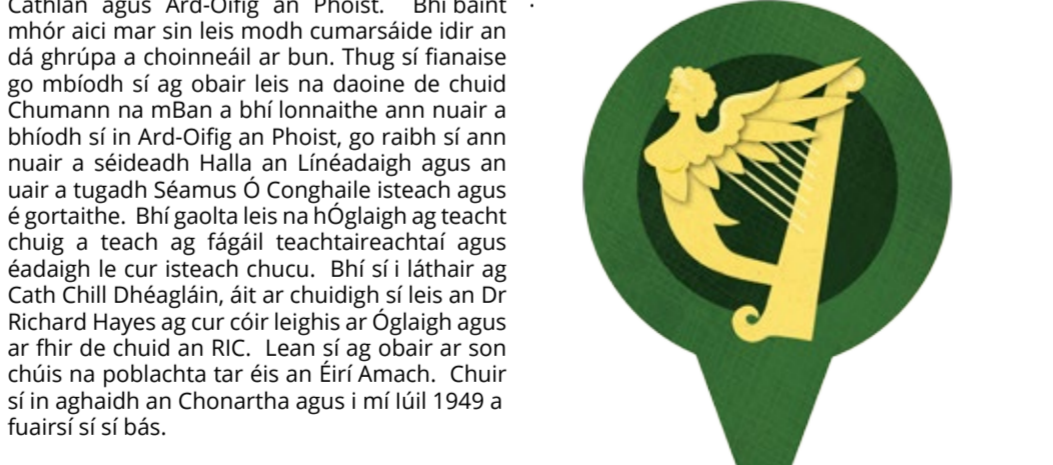 Cathlán agus Ard-Oifig an Phoist. Bhí baint
mhór aici mar sin leis modh cumarsáide idir an
dá ghrúpa a choinneáil ar bun. Thug sí fianaise
go mbíodh sí ag obair leis na daoine de chuid
Chumann na mBan a bhí lonnaithe ann nuair a
bhíodh sí in Ard-Oifig an Phoist, go raibh sí ann
nuair a séideadh Halla an Línéadaigh agus an
uair a tugadh Séamus Ó Conghaile isteach agus
é gortaithe. Bhí gaolta leis na hÓglaigh ag teacht
chuig a teach ag fágáil teachtaireachtaí agus
éadaigh le cur isteach chucu. Bhí sí i láthair ag
Cath Chill Dhéagláin, áit ar chuidigh sí leis an Dr
Richard Hayes ag cur cóir leighis ar Óglaigh agus
ar fhir de chuid an RIC. Lean sí ag obair ar son
chúis na poblachta tar éis an Éirí Amach. Chuir
sí in aghaidh an Chonartha agus i mí Iúil 1949 a
fuairsí sí sí bás.